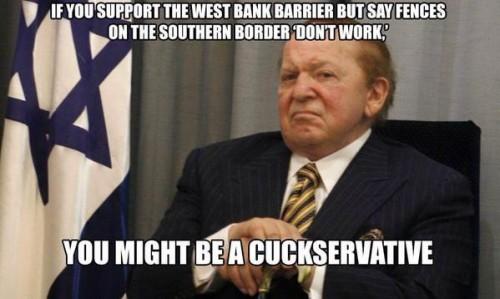 IF YOU SUPPORT THE WEST BANK BARRIER BUT SAY FENCES
ON THE SOUTHERN BORDER 'DON'T WORK,'
YOU MIGHT BE A CUCKSERVATIVE